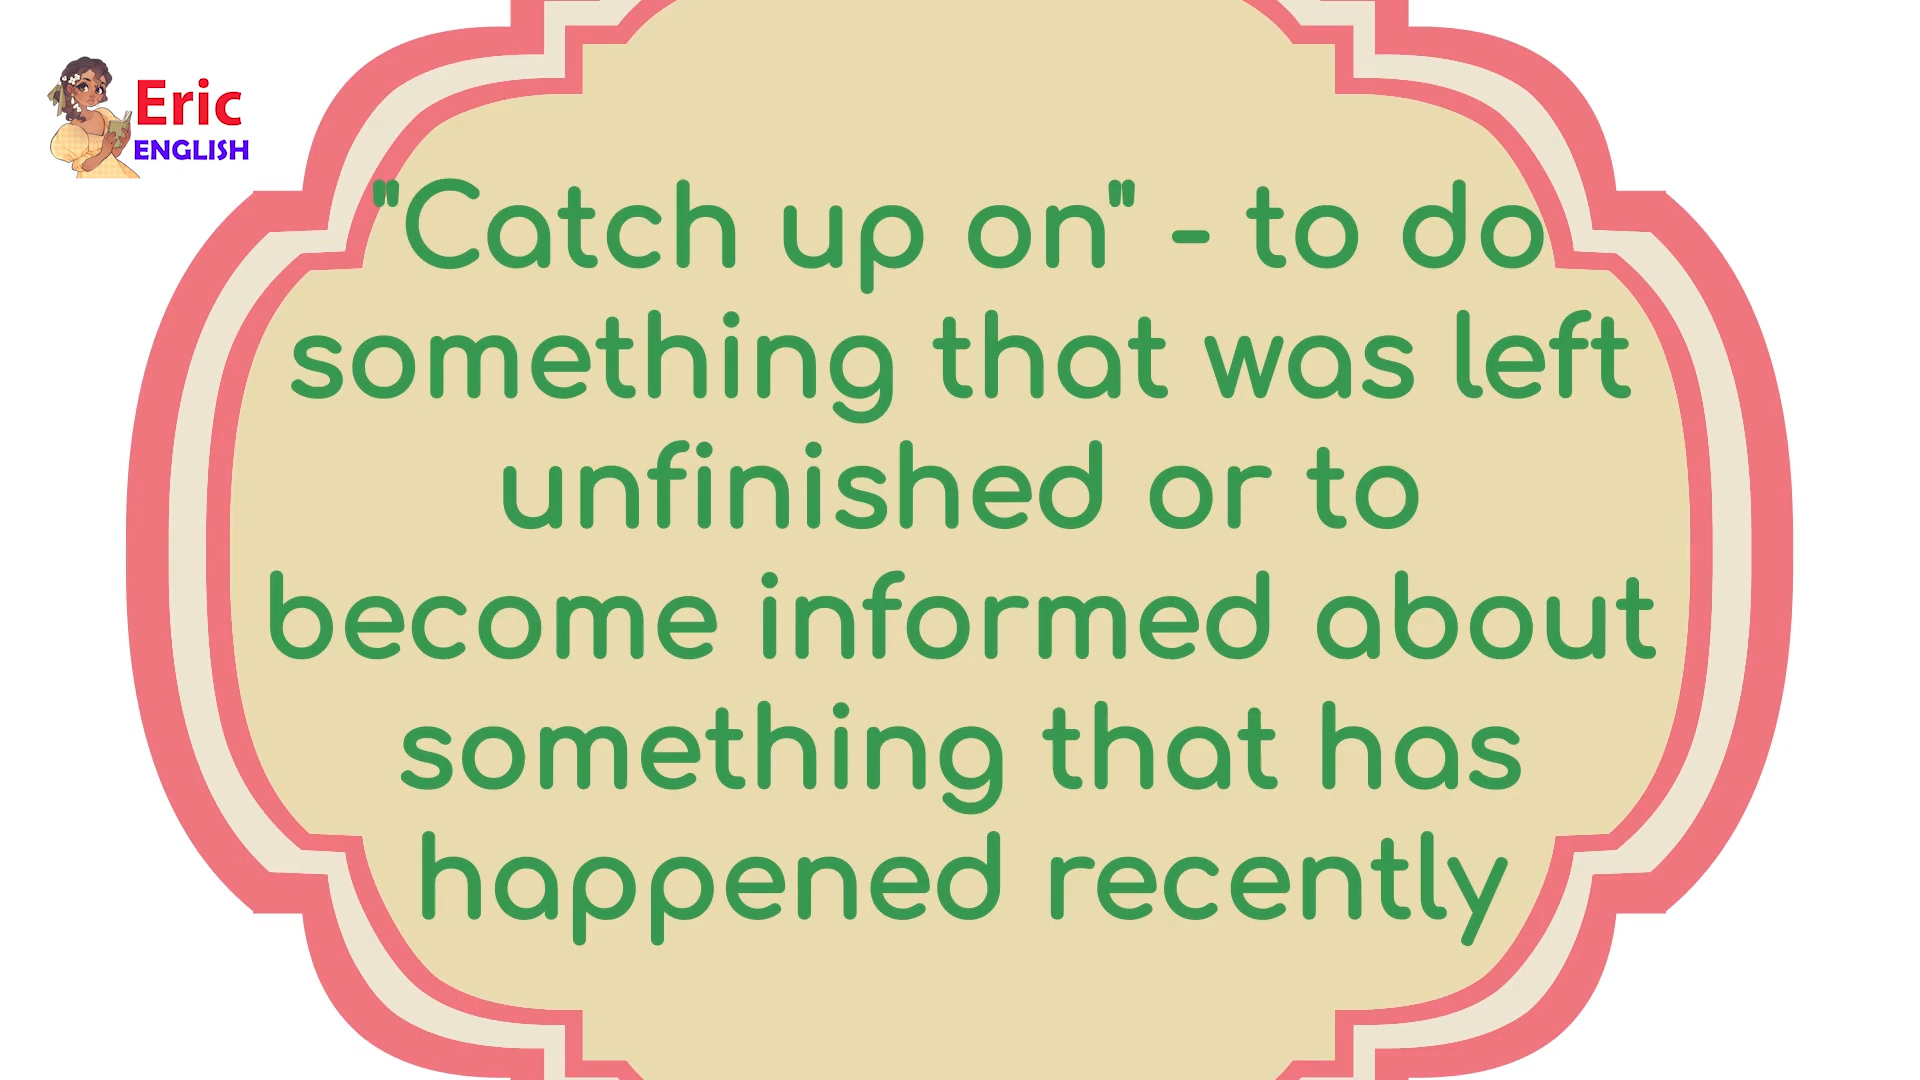 Eric
ENGLISH
"Catch up on" - to do
something that was left
unfinished or to
become informed about
something that has
happened recently